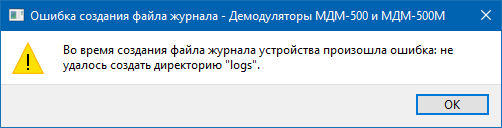 Ошибка создания файла журнала - Демодуляторы МДМ-500 и МДМ-500М
Во время создания файла журнала устройства произошла ошибка: не
удалось создать директорию "logs".
OK